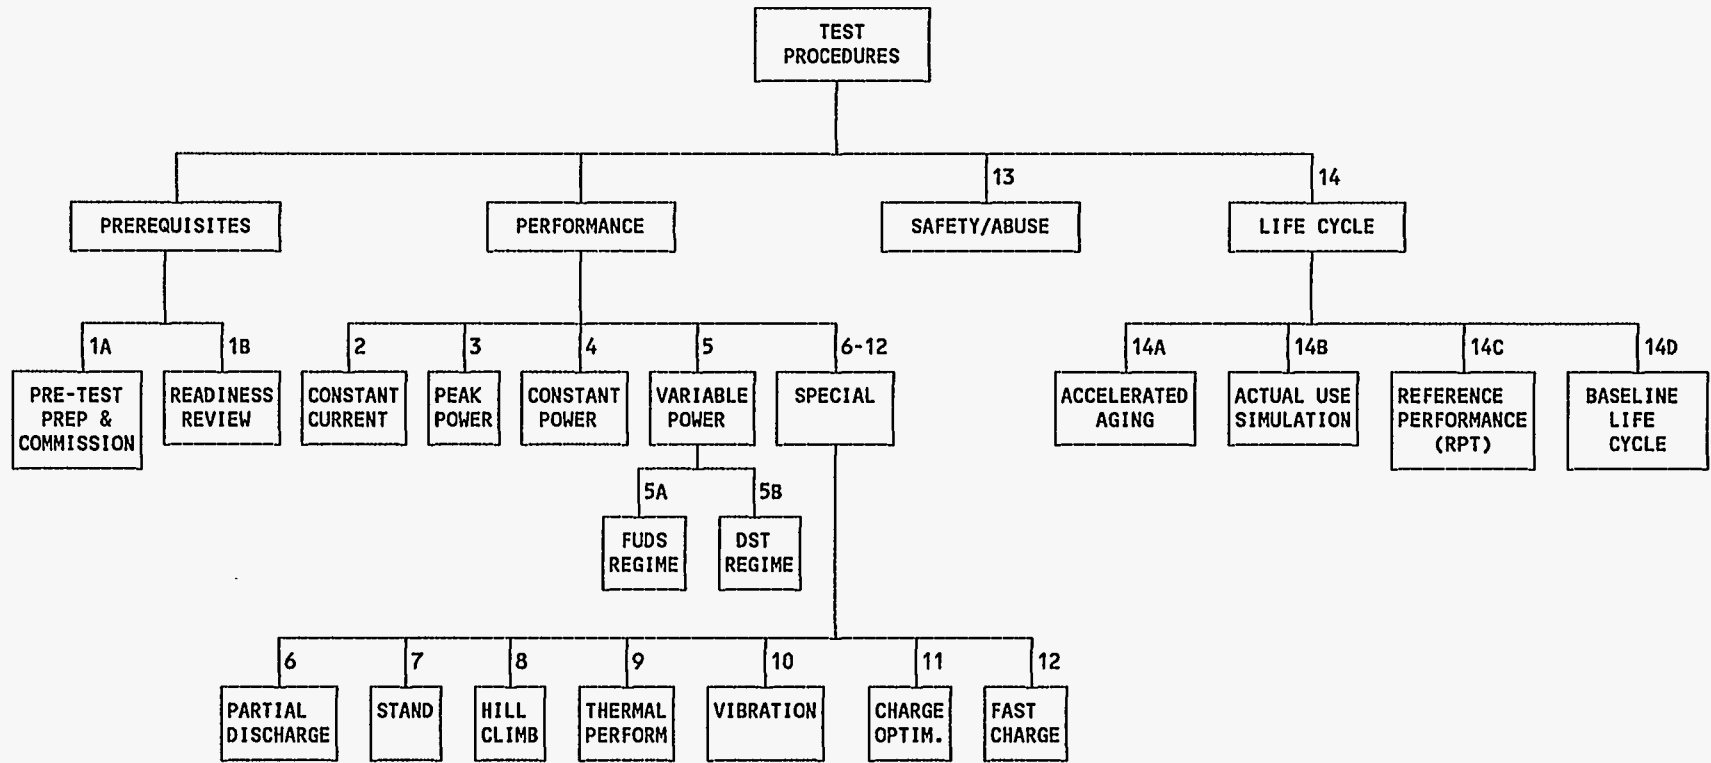 TEST
PROCEDURES
13
14
PREREQUISITES
PERFORMANCE
SAFETY/ABUSE
LIFE CYCLE
1A
1B
2
3
4
5
6-12
14A
14B
14C
14D
PRE-TEST
PREP &
COMMISSION
READINESS
REVIEW
CONSTANT
CURRENT
PEAK
POWER
CONSTANT
POWER
VARIABLE
POWER
SPECIAL
ACCELERATED
AGING
ACTUAL USE
SIMULATION
REFERENCE
PERFORMANCE
(RPT)
BASELINE
LIFE
CYCLE
5A
5B
FUDS
REGIME
DST
REGIME
6
7
8
9
10
11
12
PARTIAL
DISCHARGE
STAND
HILL
CLIMB
THERMAL
PERFORM
VIBRATION
CHARGE
OPTIM.
FAST
CHARGE